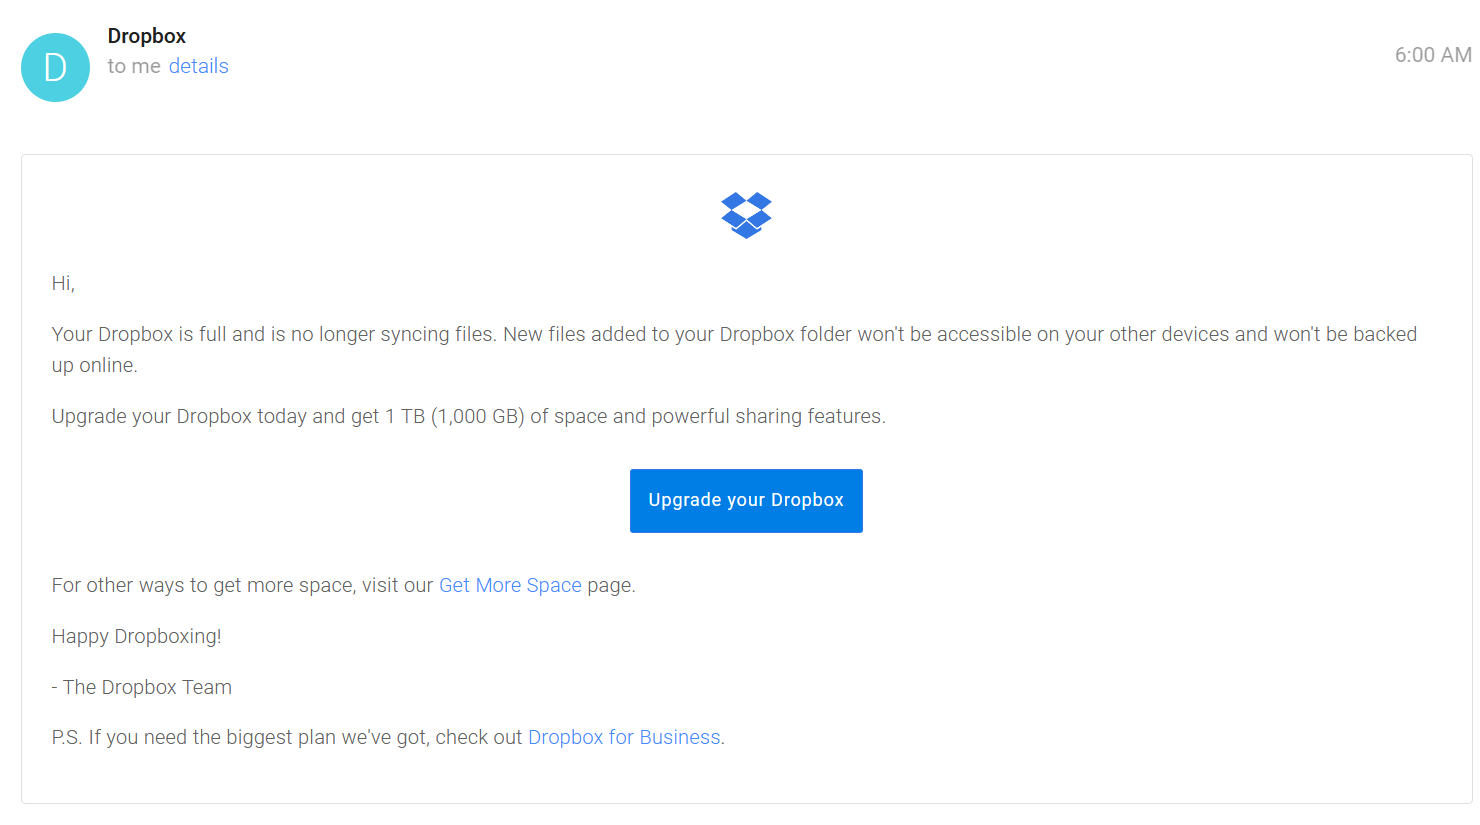 Dropbox
D
to me details
6:00 AM
Hi,
Your Dropbox is full and is no longer syncing files. New files added to your Dropbox folder won't be accessible on your other devices and won't be backed
up online.
Upgrade your Dropbox today and get 1 TB (1,000 GB) of space and powerful sharing features.
Upgrade your Dropbox
For other ways to get more space, visit our Get More Space page.
Happy Dropboxing!
- The Dropbox Team
P.S. If you need the biggest plan we've got, check out Dropbox for Business.